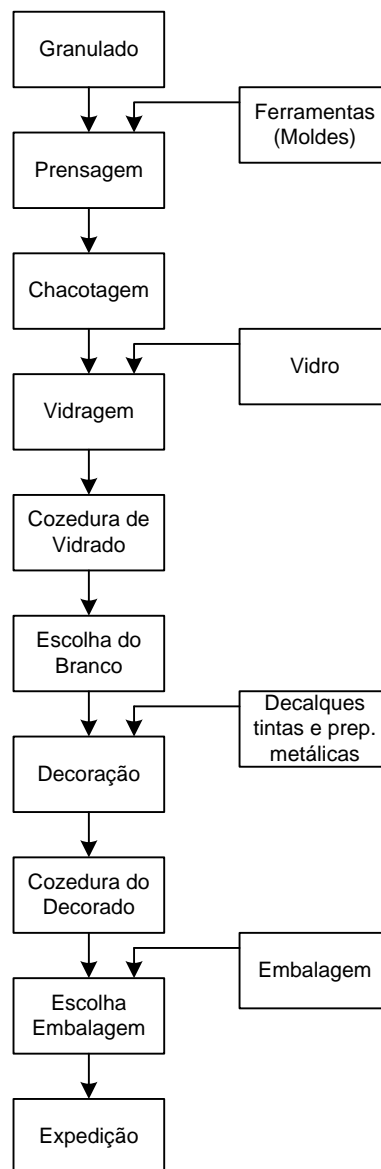 Granulado
Ferramentas
(Moldes)
Prensagem
Chacotagem
Vidro
Vidragem
Cozedura de
Vidrado
Escolha do
Branco
Decalques
tintas e prep.
metálicas
Decoração
Cozedura do
Decorado
Embalagem
Escolha
Embalagem
Expedição